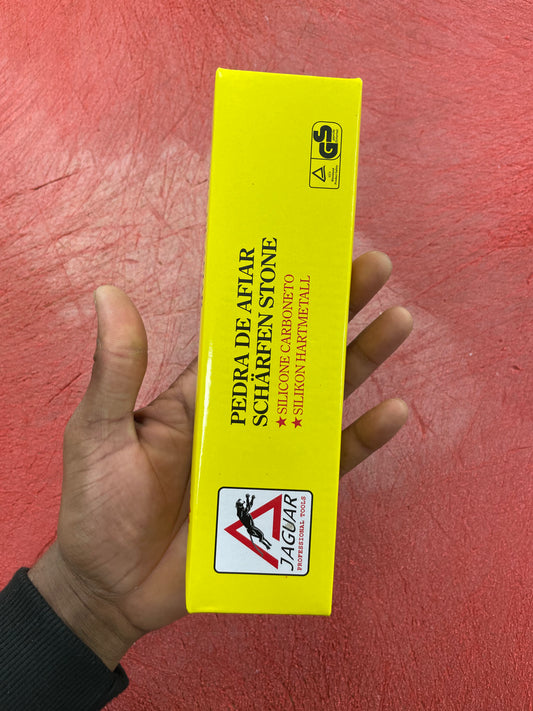 PEDRA DE AFIAR
SCHÄRFEN STONE
★ SILICONE CARBONETO
★ SILIKON HARTMETALL
JAGUAR
PROFESSIONAL TOOLS
GS